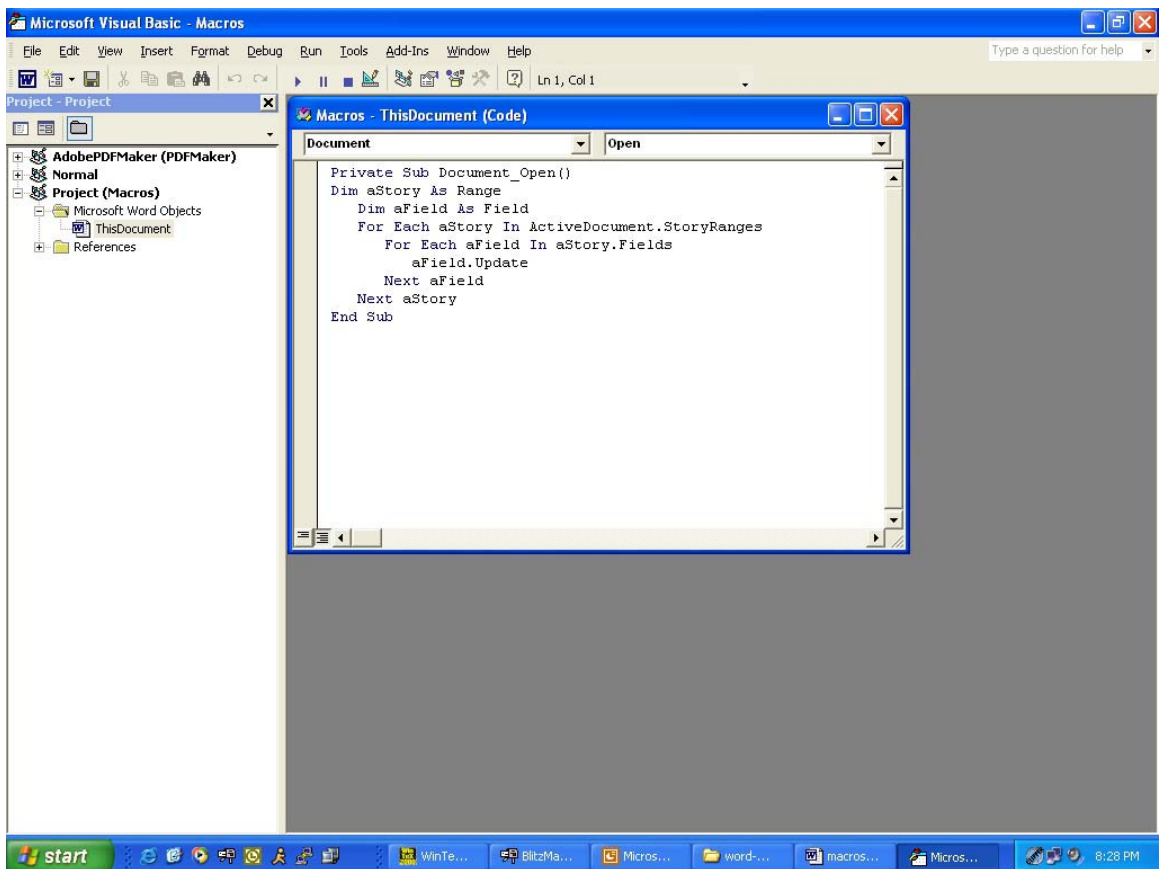 Microsoft Visual Basic - Macros
File Edit View Insert Format Debug Run Tools Add-Ins Window Help Type a question for help
Ln 1, Col 1
Project - Project
AdobePDFMaker (PDFMaker)
Normal
Project (Macros)
Microsoft Word Objects
ThisDocument
References
Macros - ThisDocument (Code)
Document Open
Private Sub Document_Open()
Dim aStory As Range
Dim aField As Field
For Each aStory In ActiveDocument.StoryRanges
For Each aField In aStory.Fields
aField.Update
Next aField
Next aStory
End Sub
start WinTe... BlitzMa... Micros... word-... macros... Micros... 8:28 PM